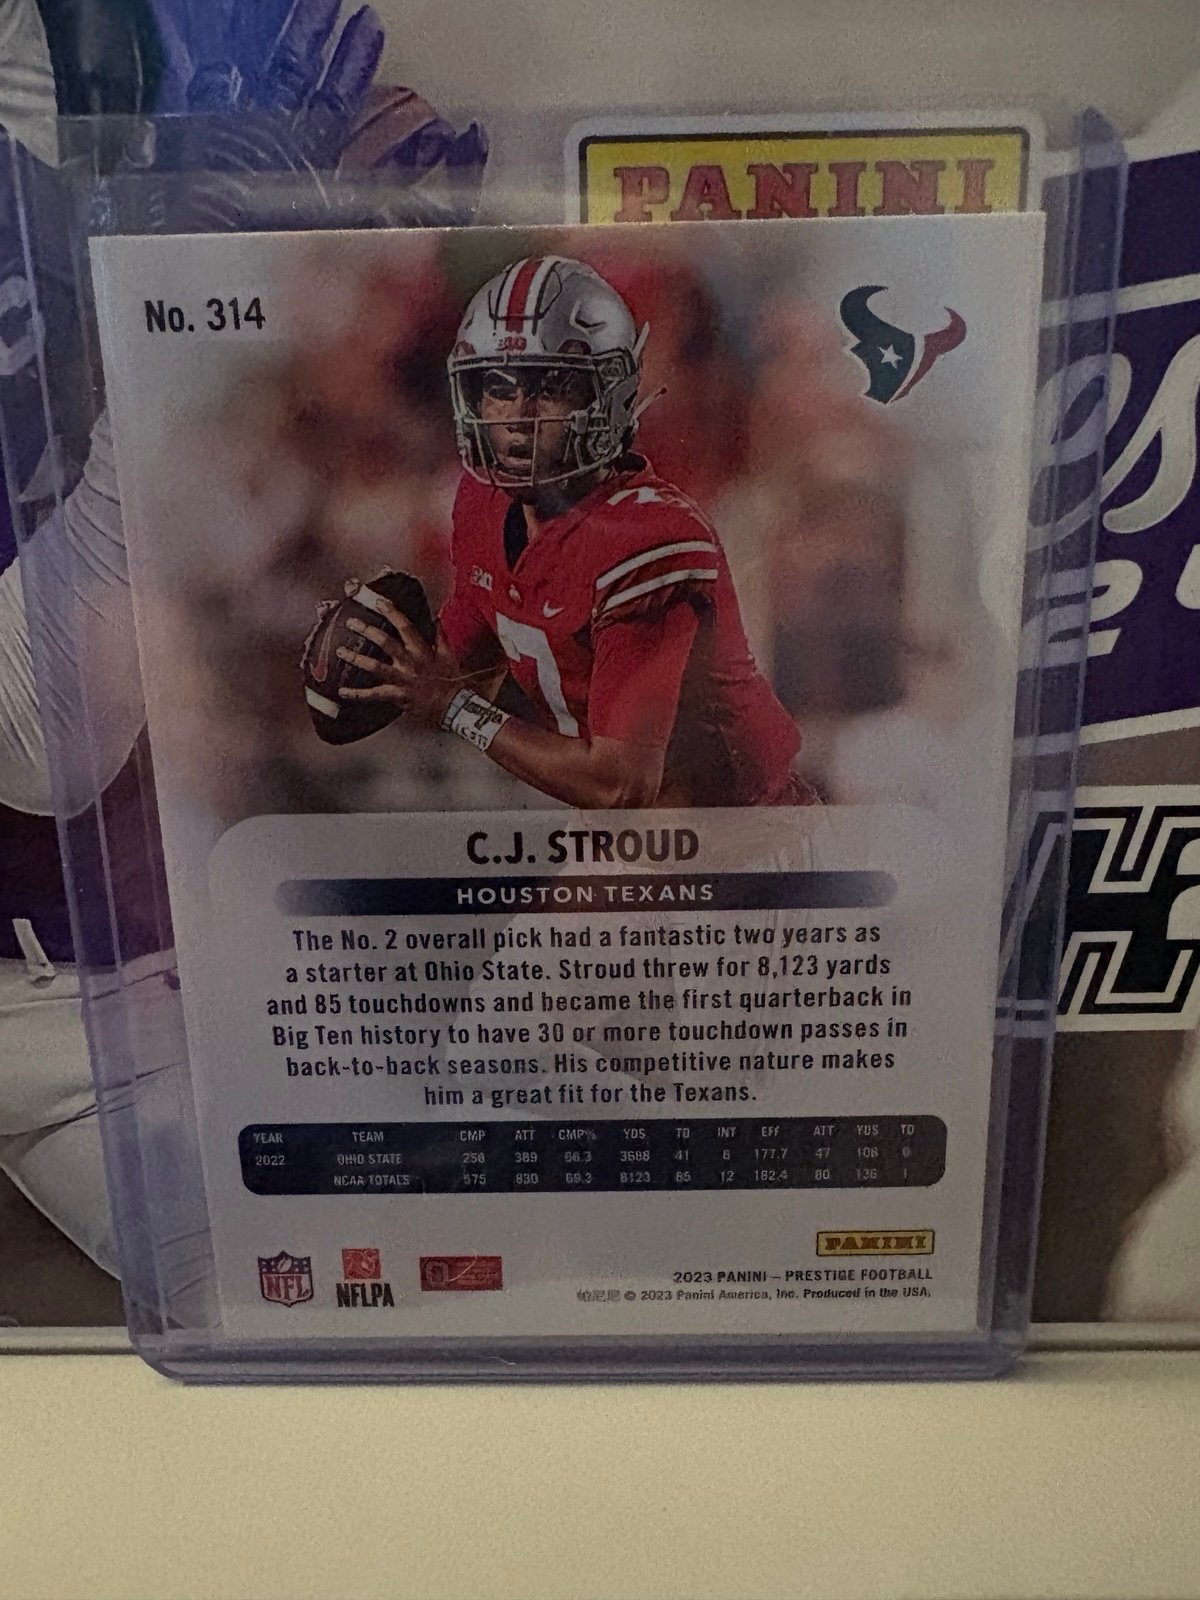 PANINI
No. 314
C.J. STROUD
HOUSTON TEXANS
The No. 2 overall pick had a fantastic two years as
a starter at Ohio State. Stroud threw for 8,123 yards
and 85 touchdowns and became the first quarterback in
Big Ten history to have 30 or more touchdown passes in
back-to-back seasons. His competitive nature makes
him a great fit for the Texans.
YEAR TEAM CMP ATT CMP% YDS TD INT EFF ATT YDS TD
2022 OHIO STATE 258 389 66.3 3688 41 6 177.7 47 108 0
NCAA TOTALS 575 830 69.3 8123 85 12 182.4 80 136 1
PANINI
NFL
NFLPA
2023 PANINI – PRESTIGE FOOTBALL
帕尼尼 © 2023 Panini America, Inc. Produced in the USA.